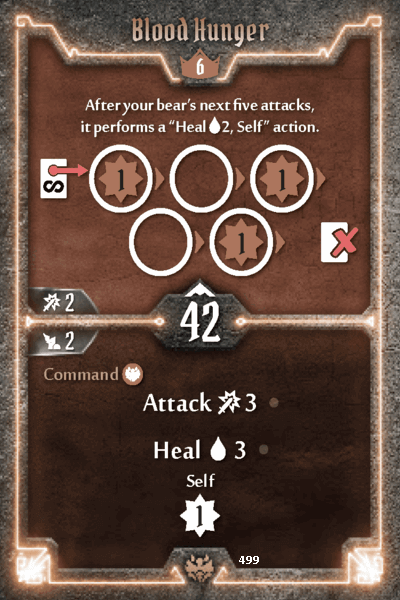 Blood Hunger
6
After your bear's next five attacks,
it performs a "Heal 2, Self" action.
1 1
1
2
42
2
Command
Attack 3
Heal 3
Self
1
499